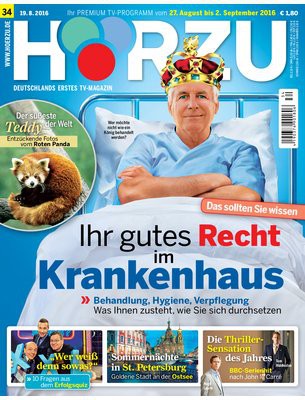 34
19.8.2016
Ihr PREMIUM TV-PROGRAMM vom 27. August bis 2. September 2016
€ 1,80
WWW.HOERZU.DE
HÖRZU
DEUTSCHLANDS ERSTES TV-MAGAZIN
Der süßeste
Teddy der Welt
Entzückende Fotos
vom Roten Panda
Wer möchte
nicht wie ein
König behandelt
werden?
Das sollten Sie wissen
Ihr gutes Recht
im
Krankenhaus
» Behandlung, Hygiene, Verpflegung
Was Ihnen zusteht, wie Sie sich durchsetzen
„Wer weiß
denn sowas?“
» 10 Fragen aus
dem Erfolgsquiz
Sommernächte
in St. Petersburg
Goldene Stadt an der Ostsee
Die Thriller-
Sensation
des Jahres
BBC-Serienhit
nach John le Carré